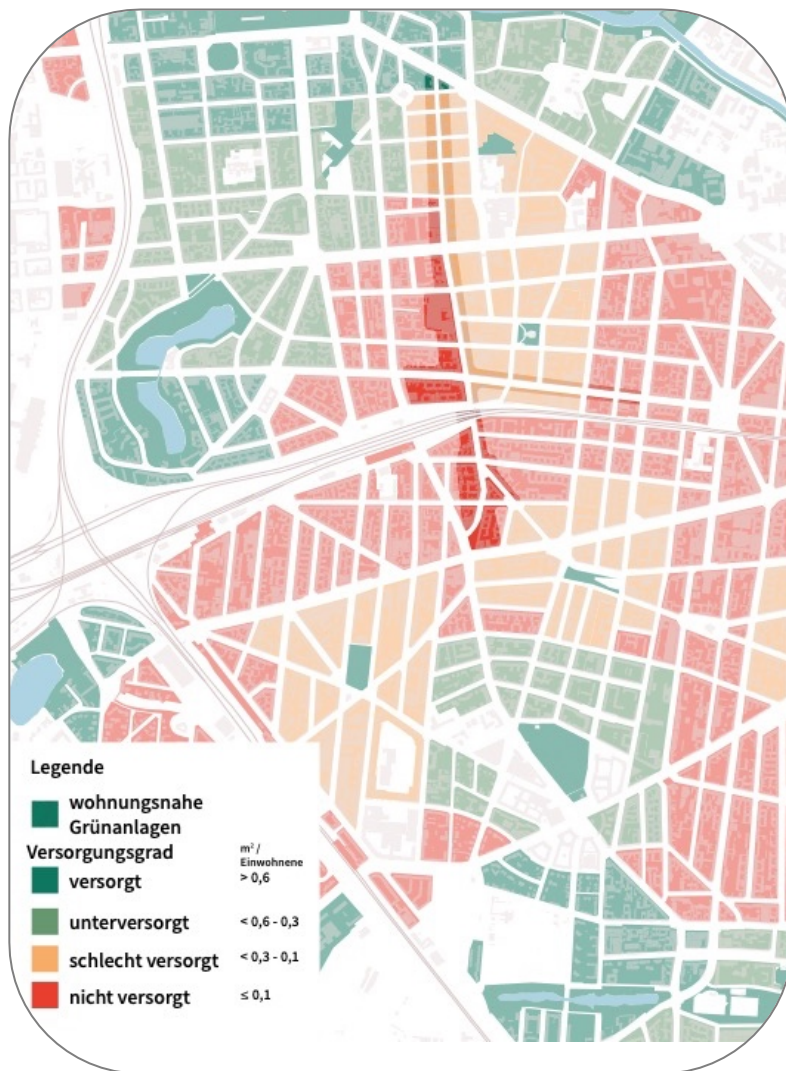 Legende
wohnungsnahe
Grünanlagen
Versorgungsgrad
m² /
Einwohnene
versorgt > 0,6
unterversorgt < 0,6 - 0,3
schlecht versorgt < 0,3 - 0,1
nicht versorgt ≤ 0,1